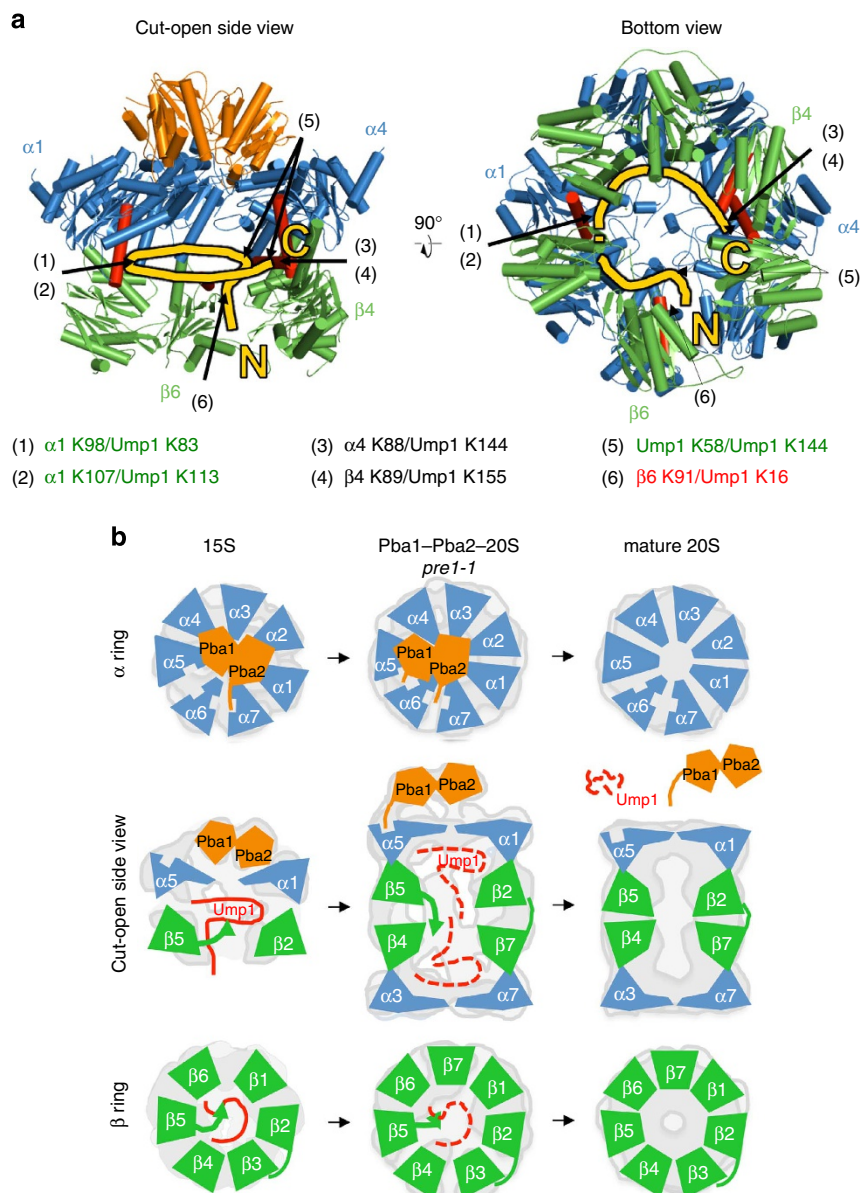 a
Cut-open side view
Bottom view
(5)
α1
α4
C
(3)
(4)
(1)
(2)
β4
N
β6
(6)
90°
β4
(3)
(4)
α1
(1)
(2)
α4
C
(5)
N
(6)
β6
(1) α1 K98/Ump1 K83
(3) α4 K88/Ump1 K144
(5) Ump1 K58/Ump1 K144
(2) α1 K107/Ump1 K113
(4) β4 K89/Ump1 K155
(6) β6 K91/Ump1 K16
b
15S
Pba1–Pba2–20S
pre1-1
mature 20S
α ring
α3
α4
α2
Pba1
α5
Pba2
α1
α6
α7
α3
α4
α2
Pba1
α5
Pba2
α1
α6
α7
α3
α4
α2
α5
α1
α6
α7
Cut-open side view
Pba1
Pba2
α5
α1
Ump1
β5
β2
Pba1
Pba2
α5
α1
Ump1
β5
β2
β4
β7
α3
α7
Ump1
Pba1
Pba2
α5
α1
β5
β2
β4
β7
α3
α7
β ring
β6
β1
β5
β2
β4
β3
β7
β6
β1
β5
β2
β4
β3
β7
β6
β1
β5
β2
β4
β3